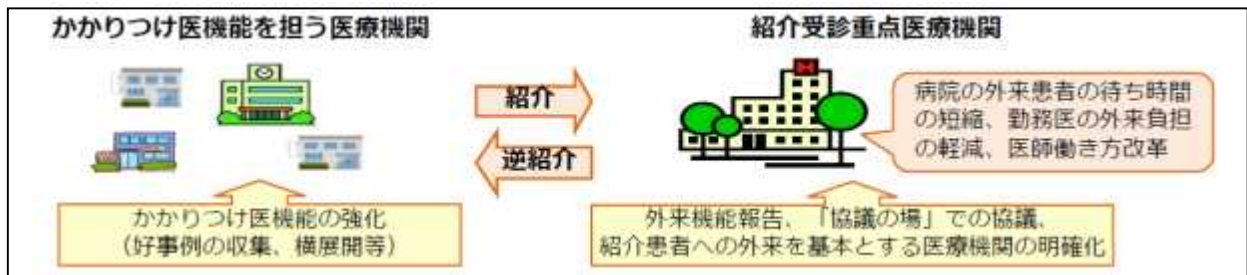 かかりつけ医機能を担う医療機関
紹介受診重点医療機関
紹介
逆紹介
病院の外来患者の待ち時間
の短縮、勤務医の外来負担
の軽減、医師働き方改革
かかりつけ医機能の強化
（好事例の収集、横展開等）
外来機能報告、「協議の場」での協議、
紹介患者への外来を基本とする医療機関の明確化